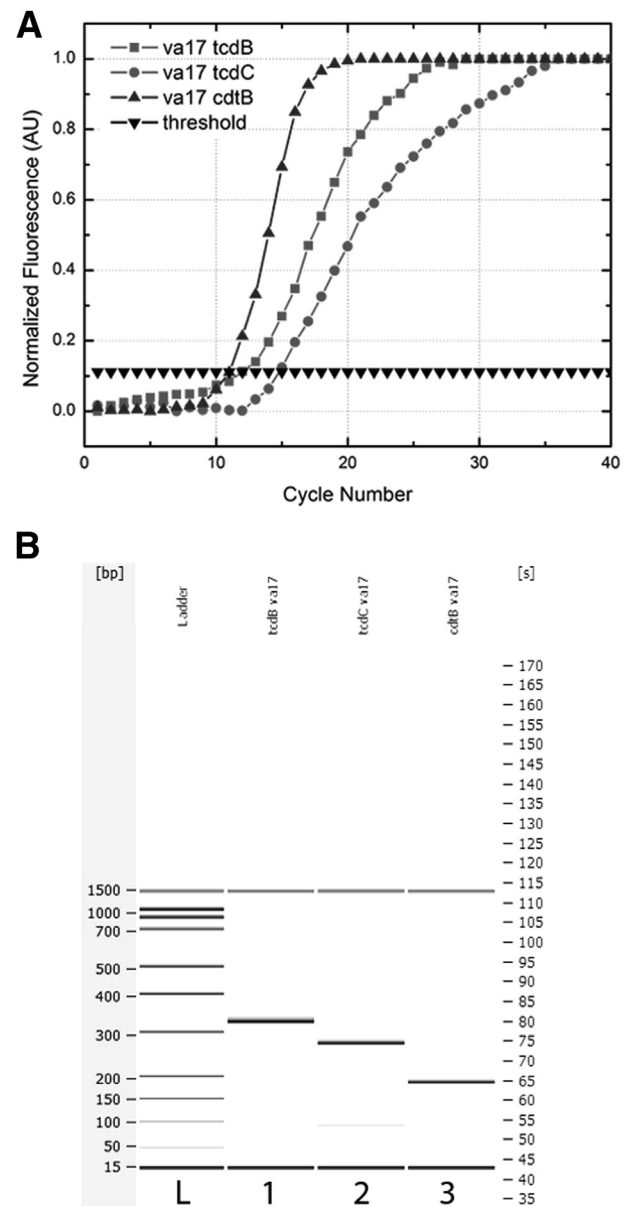 A
va17 tcdB
va17 tcdC
va17 cdtB
threshold
Normalized Fluorescence (AU)
1.0
0.8
0.6
0.4
0.2
0.0
0 10 20 30 40
Cycle Number
B
[bp]
Ladder
tcdB va17
tcdC va17
cdtB va17
[s]
170
165
160
155
150
145
140
135
130
125
120
1500 115
1000 110
700 105
100
500 95
90
400 85
80
300 75
70
200 65
150 60
100 55
50 50
15 45
40
35
L 1 2 3